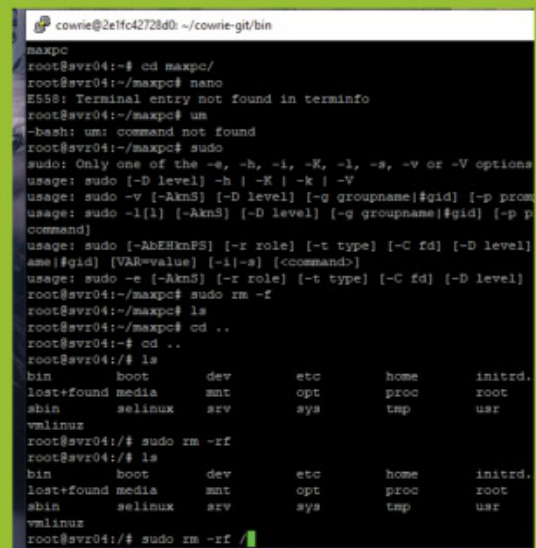 cowrie@2e1fc42728d0: ~/cowrie-git/bin
maxpc
root@svr04:~# cd maxpc/
root@svr04:~/maxpc# nano
E558: Terminal entry not found in terminfo
root@svr04:~/maxpc# um
-bash: um: command not found
root@svr04:~/maxpc# sudo
sudo: Only one of the -e, -h, -i, -K, -l, -s, -v or -V options
usage: sudo [-D level] -h | -K | -k | -V
usage: sudo -v [-AknS] [-D level] [-g groupname|#gid] [-p prom
usage: sudo -l[l] [-AknS] [-D level] [-g groupname|#gid] [-p p
command]
usage: sudo [-AbEHknPS] [-r role] [-t type] [-C fd] [-D level]
ame|#gid] [VAR=value] [-i|-s] [<command>]
usage: sudo -e [-AknS] [-r role] [-t type] [-C fd] [-D level]
root@svr04:~/maxpc# sudo rm -f
root@svr04:~/maxpc# ls
root@svr04:~/maxpc# cd ..
root@svr04:~# cd ..
root@svr04:/# ls
bin boot dev etc home initrd.
lost+found media mnt opt proc root
sbin selinux srv sys tmp usr
vmlinuz
root@svr04:/# sudo rm -rf
root@svr04:/# ls
bin boot dev etc home initrd.
lost+found media mnt opt proc root
sbin selinux srv sys tmp usr
vmlinuz
root@svr04:/# sudo rm -rf /